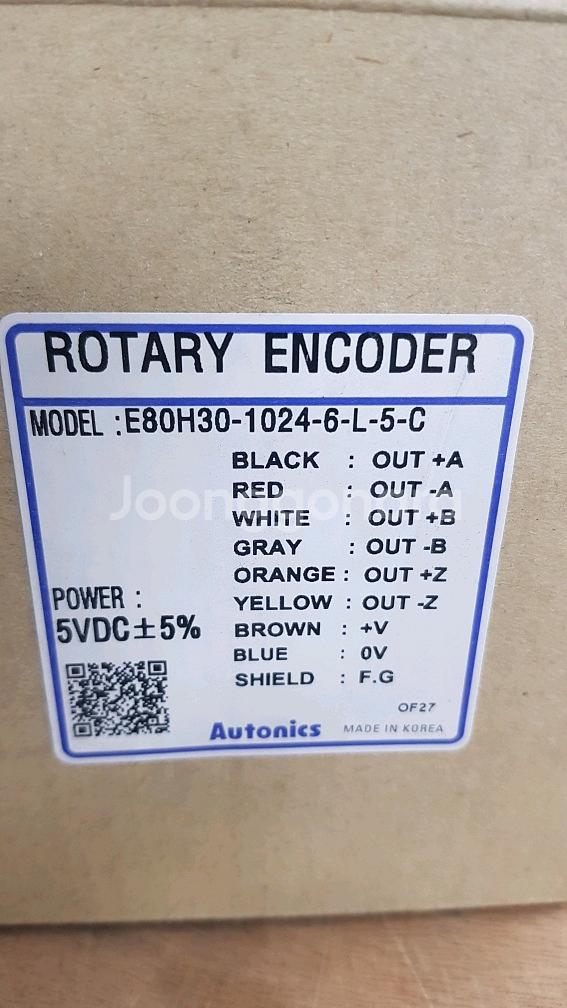 ROTARY ENCODER
MODEL :E80H30-1024-6-L-5-C
BLACK : OUT +A
RED : OUT -A
WHITE : OUT +B
GRAY : OUT -B
ORANGE : OUT +Z
YELLOW : OUT -Z
BROWN : +V
BLUE : 0V
SHIELD : F.G
POWER :
5VDC±5%
OF27
Autonics MADE IN KOREA